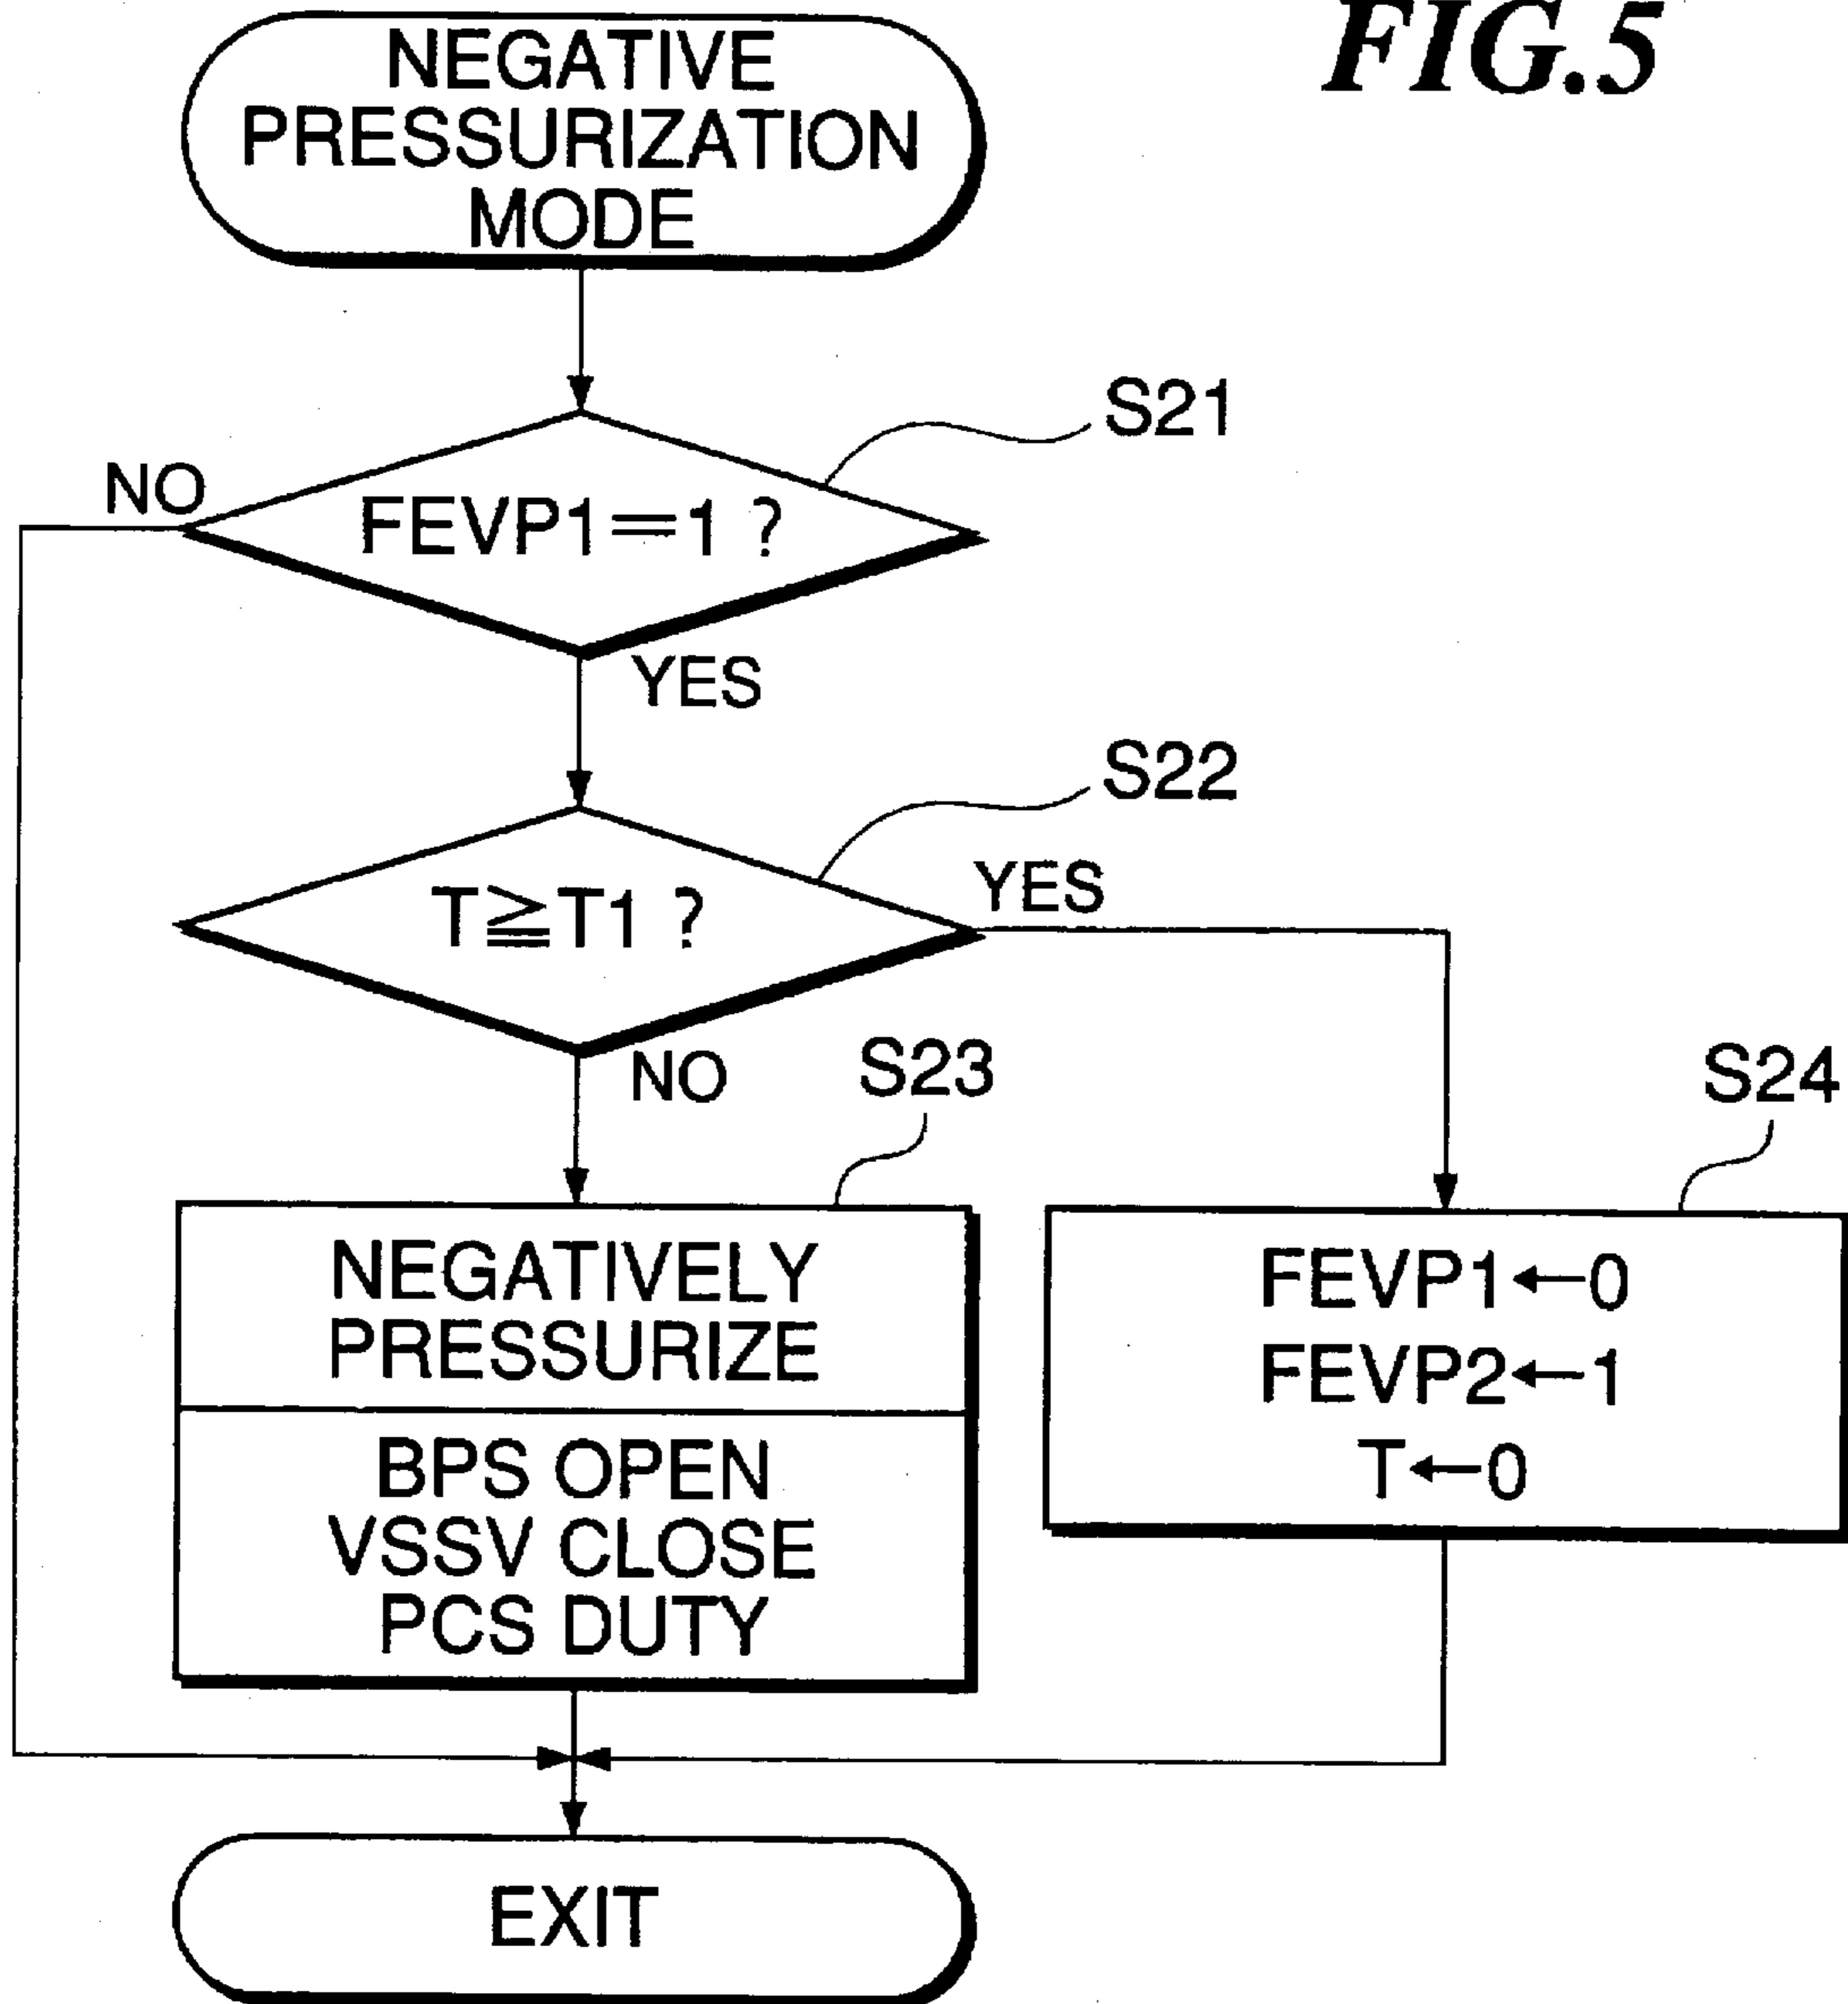 FIG.5
NEGATIVE
PRESSURIZATION
MODE
S21
NO
FEVP1=1 ?
YES
S22
YES
T≧T1 ?
NO
S23
S24
NEGATIVELY
PRESSURIZE
BPS OPEN
VSSV CLOSE
PCS DUTY
FEVP1←0
FEVP2←1
T←0
EXIT